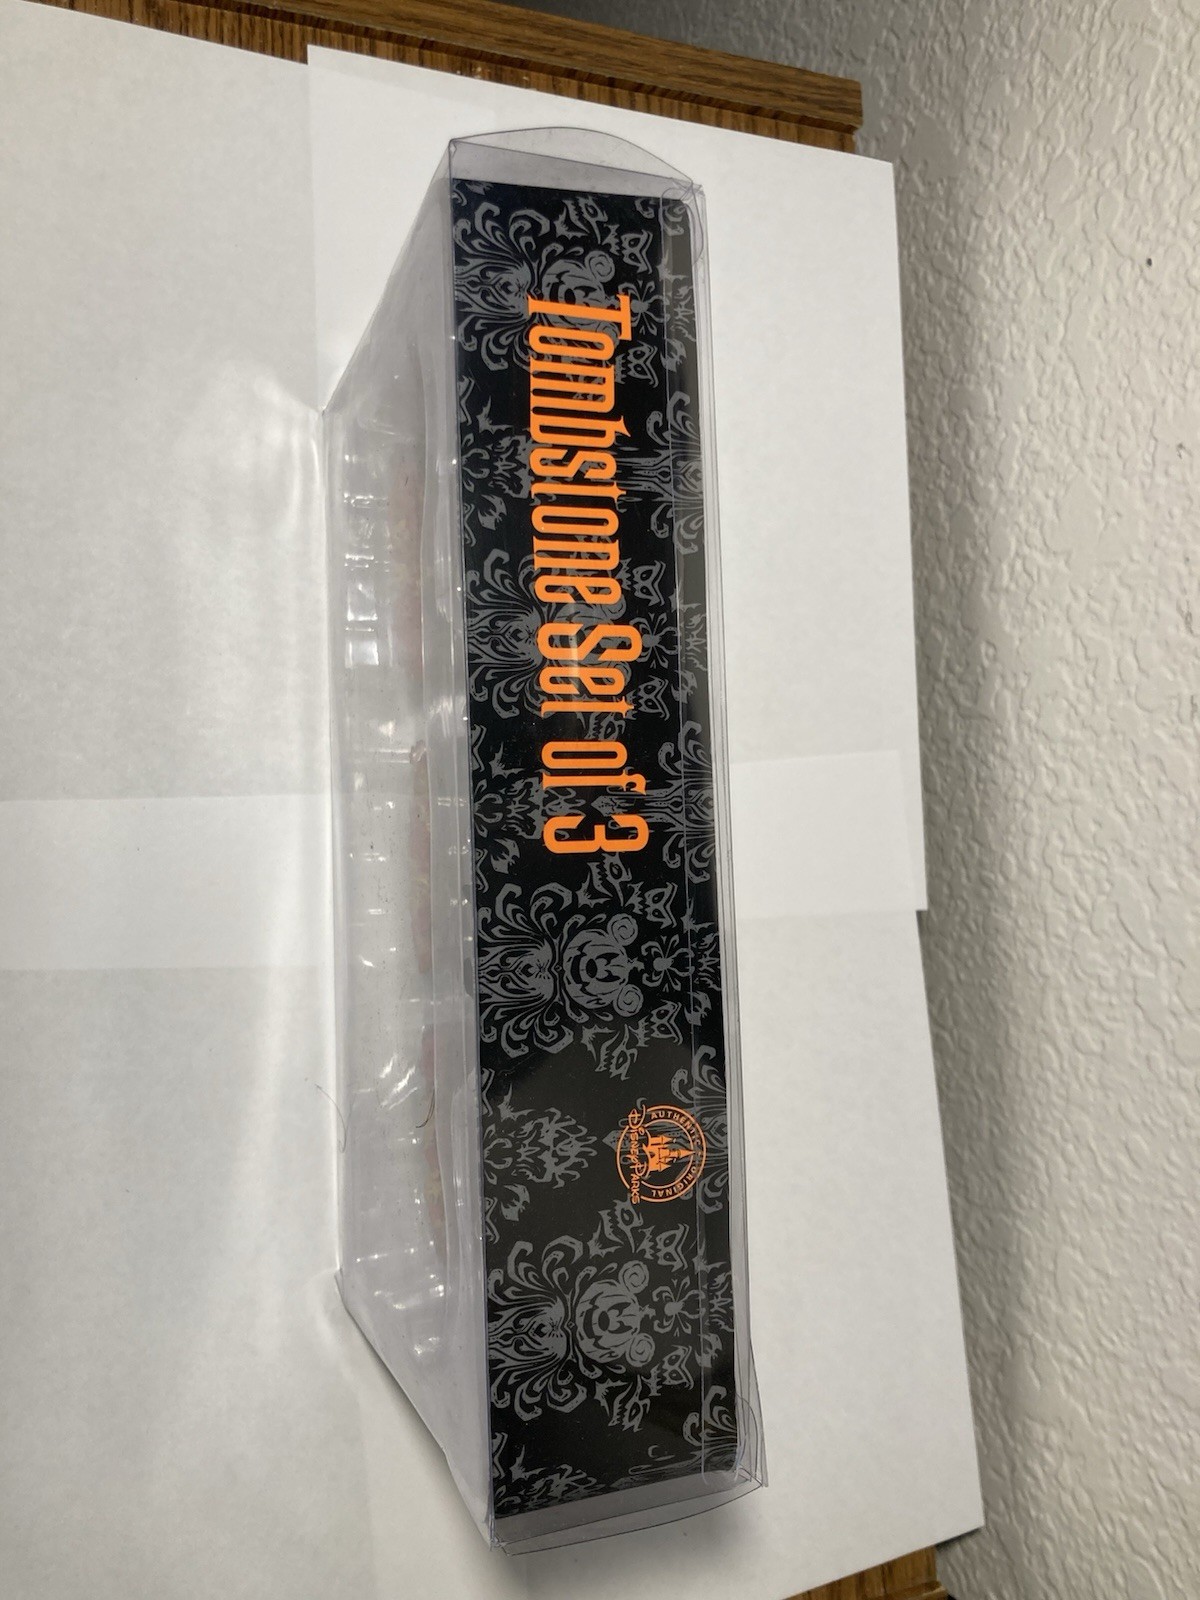 Tombstone Set of 3
AUTHENTIC ORIGINAL
DISNEY PARKS